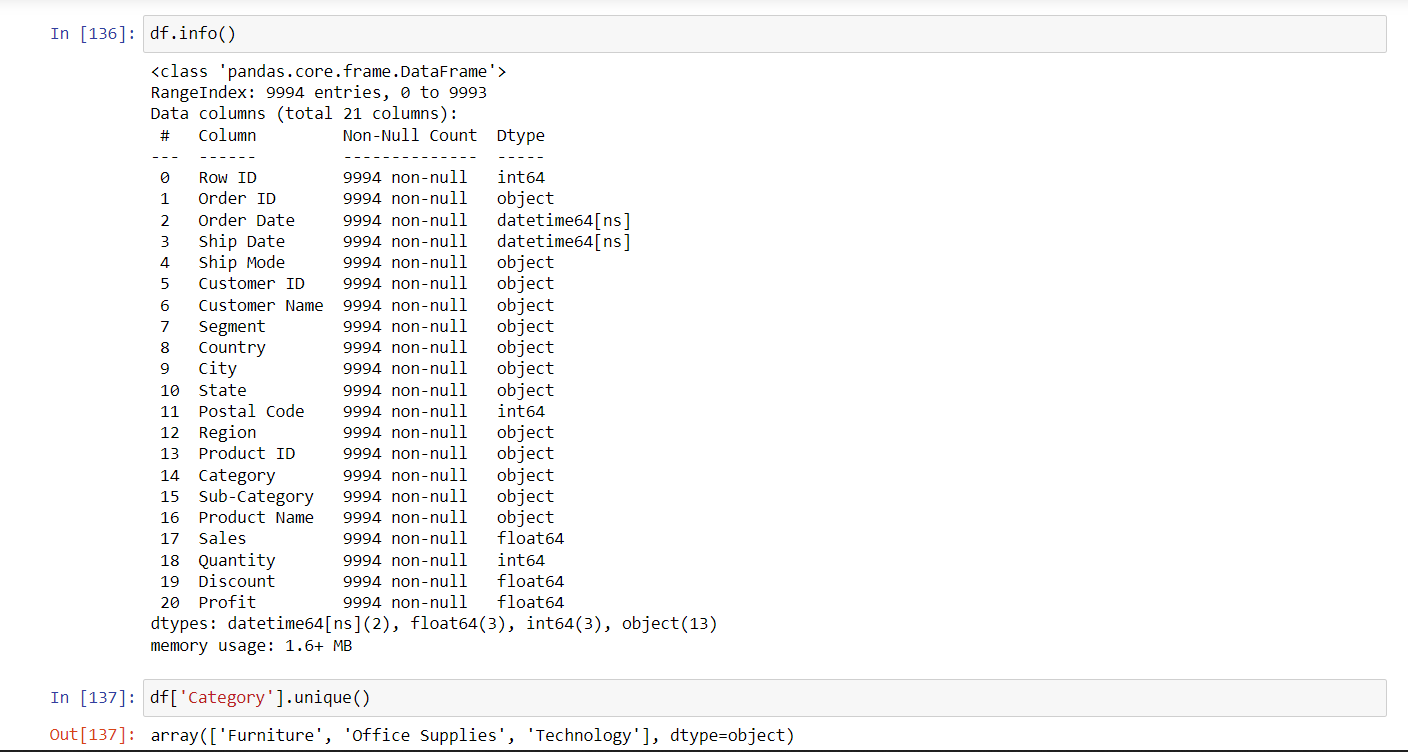 In [136]: df.info()
<class 'pandas.core.frame.DataFrame'>
RangeIndex: 9994 entries, 0 to 9993
Data columns (total 21 columns):
 #   Column         Non-Null Count  Dtype
---  ------         --------------  -----
 0   Row ID         9994 non-null   int64
 1   Order ID       9994 non-null   object
 2   Order Date     9994 non-null   datetime64[ns]
 3   Ship Date      9994 non-null   datetime64[ns]
 4   Ship Mode      9994 non-null   object
 5   Customer ID    9994 non-null   object
 6   Customer Name  9994 non-null   object
 7   Segment        9994 non-null   object
 8   Country        9994 non-null   object
 9   City           9994 non-null   object
 10  State          9994 non-null   object
 11  Postal Code    9994 non-null   int64
 12  Region         9994 non-null   object
 13  Product ID     9994 non-null   object
 14  Category       9994 non-null   object
 15  Sub-Category   9994 non-null   object
 16  Product Name   9994 non-null   object
 17  Sales          9994 non-null   float64
 18  Quantity       9994 non-null   int64
 19  Discount       9994 non-null   float64
 20  Profit         9994 non-null   float64
dtypes: datetime64[ns](2), float64(3), int64(3), object(13)
memory usage: 1.6+ MB
In [137]: df['Category'].unique()
Out[137]: array(['Furniture', 'Office Supplies', 'Technology'], dtype=object)